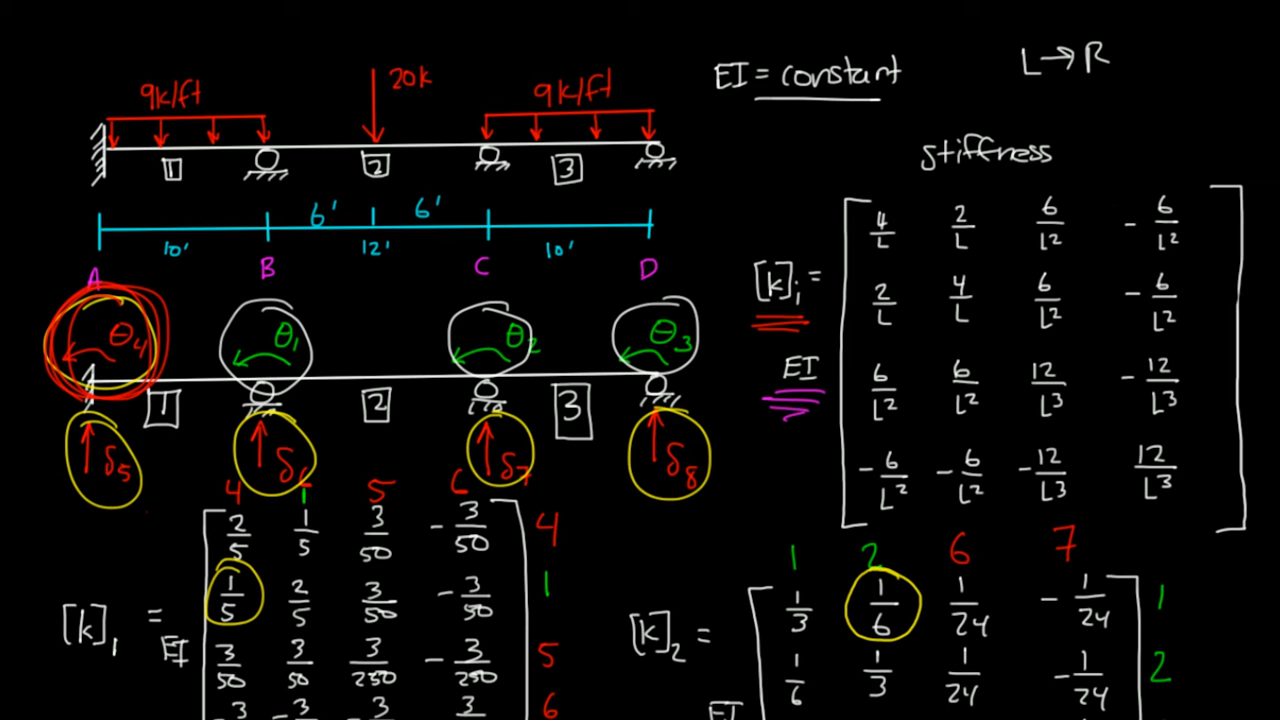 EI = constant
L → R
9k/ft 20k 9k/ft
1 2 3
stiffness
6' 6'
10' 12' 10'
A B C D
[k]i = EI
4/L 2/L 6/L² - 6/L²
2/L 4/L 6/L² - 6/L²
6/L² 6/L² 12/L³ - 12/L³
- 6/L² - 6/L² - 12/L³ 12/L³
θ4 θ1 θ2 θ3
1 2 3
δ5 δ6 δ7 δ8
4 1 5 6
[k]1 = EI
2/5 1/5 3/50 - 3/50 4
1/5 2/5 3/50 - 3/50 1
3/50 3/50 3/250 - 3/250 5
-3 -3 -3 3 6
1 2 6 7
[k]2 = EI
1/3 1/6 1/24 - 1/24 1
1/6 1/3 1/24 - 1/24 2